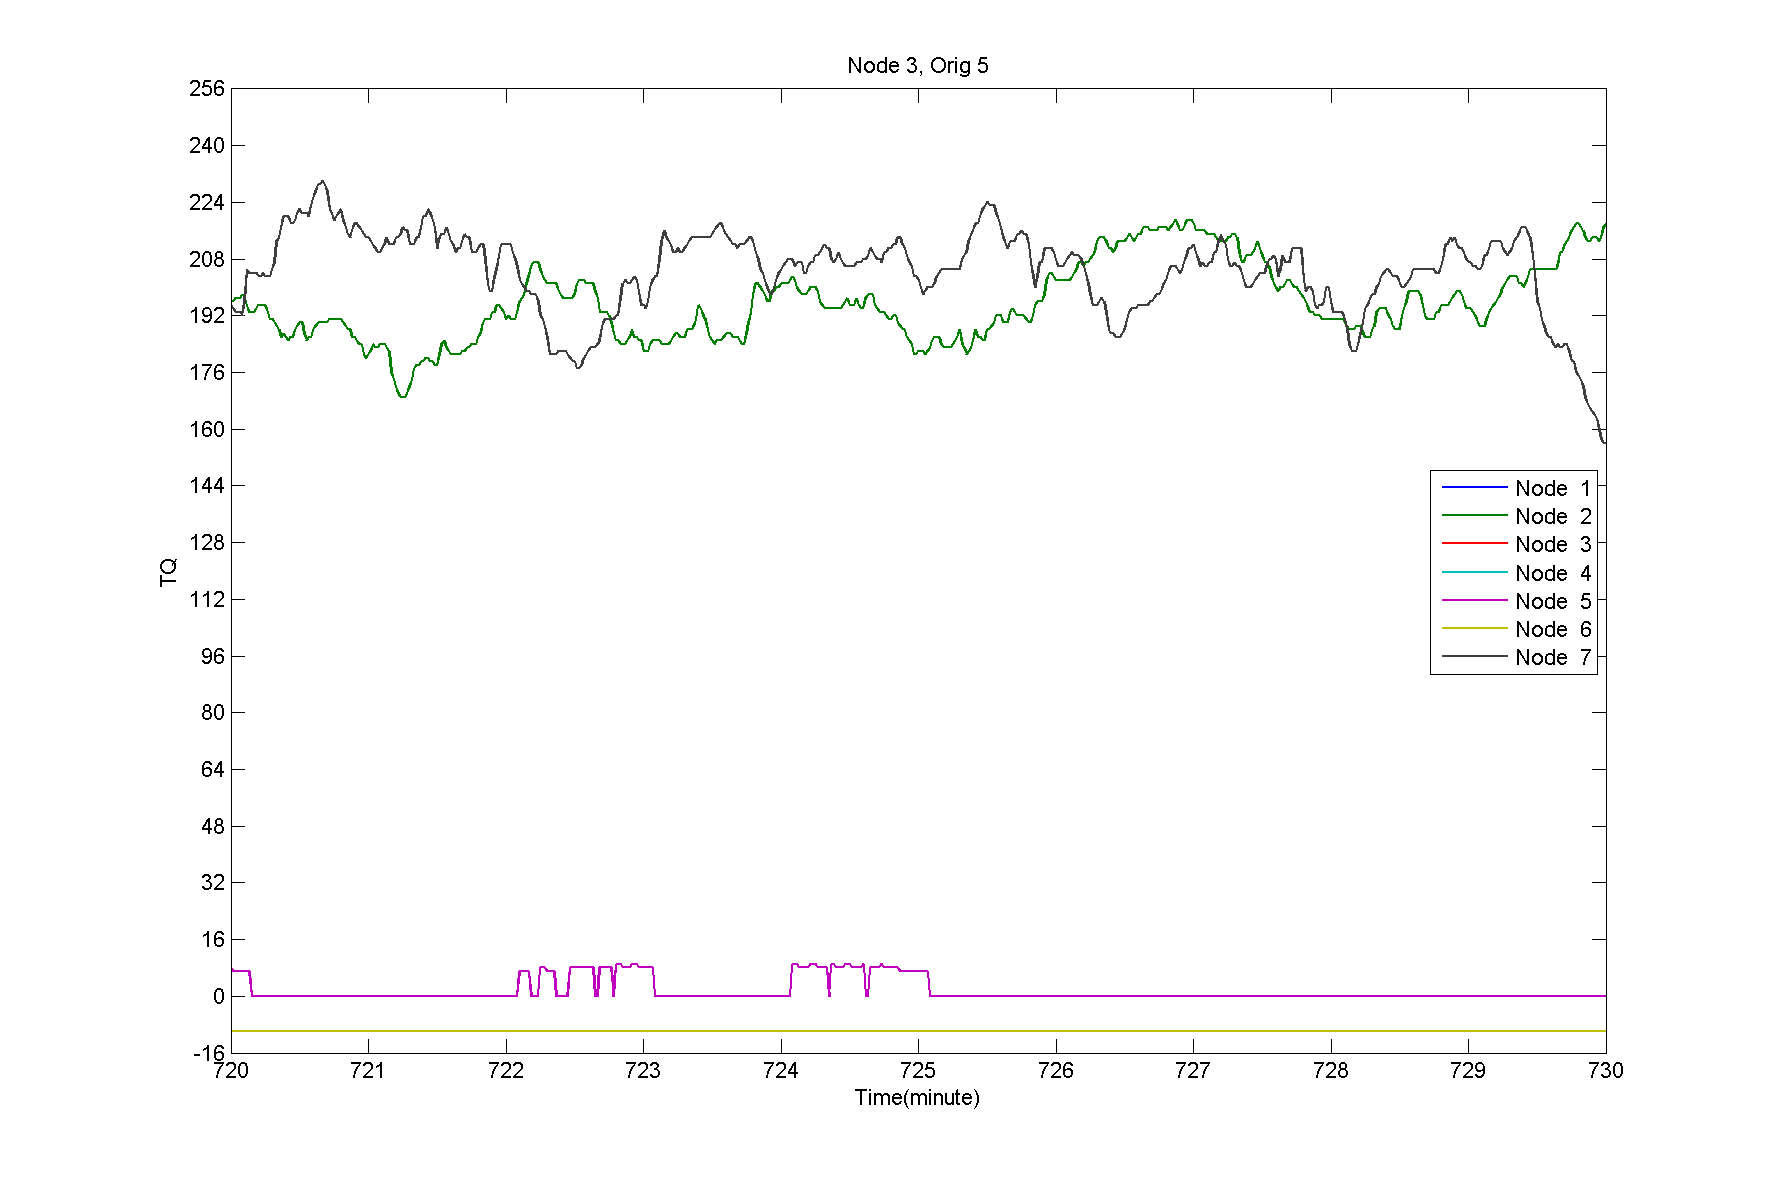 Node 3, Orig 5
256
240
224
208
192
176
160
144
128
112
96
80
64
48
32
16
0
-16
TQ
Node 1
Node 2
Node 3
Node 4
Node 5
Node 6
Node 7
720 721 722 723 724 725 726 727 728 729 730
Time(minute)